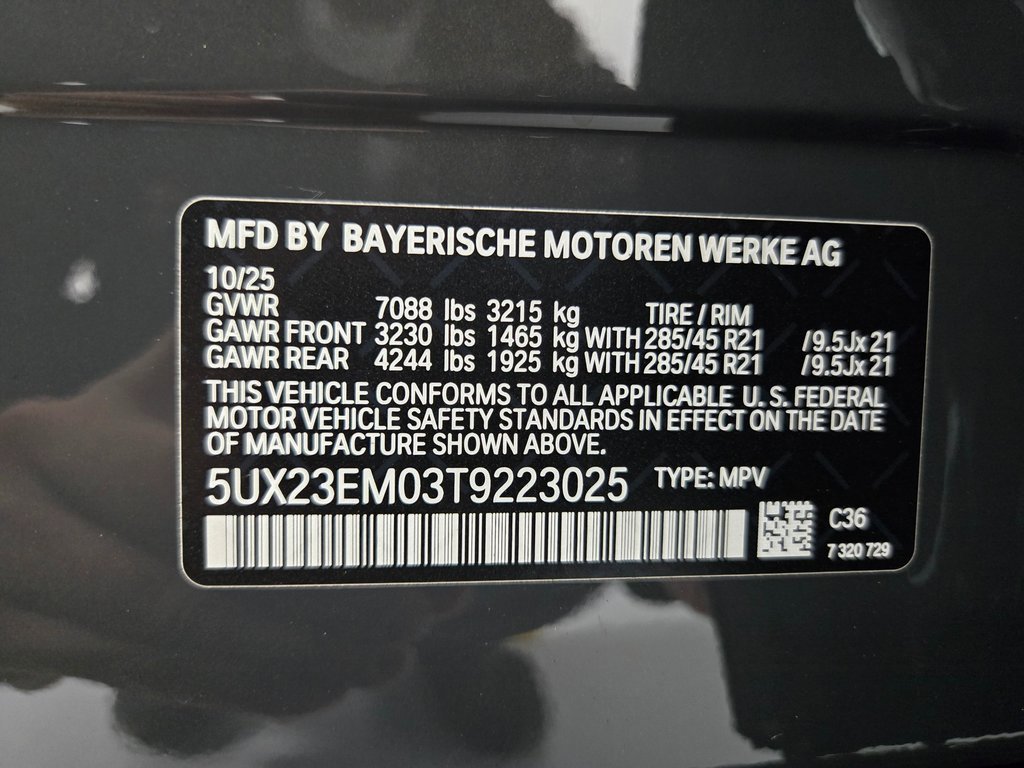 MFD BY BAYERISCHE MOTOREN WERKE AG
10/25
GVWR 7088 lbs 3215 kg TIRE / RIM
GAWR FRONT 3230 lbs 1465 kg WITH 285/45 R21 /9.5Jx21
GAWR REAR 4244 lbs 1925 kg WITH 285/45 R21 /9.5Jx21
THIS VEHICLE CONFORMS TO ALL APPLICABLE U. S. FEDERAL
MOTOR VEHICLE SAFETY STANDARDS IN EFFECT ON THE DATE
OF MANUFACTURE SHOWN ABOVE.
5UX23EM03T9223025 TYPE: MPV
C36
7 320 729